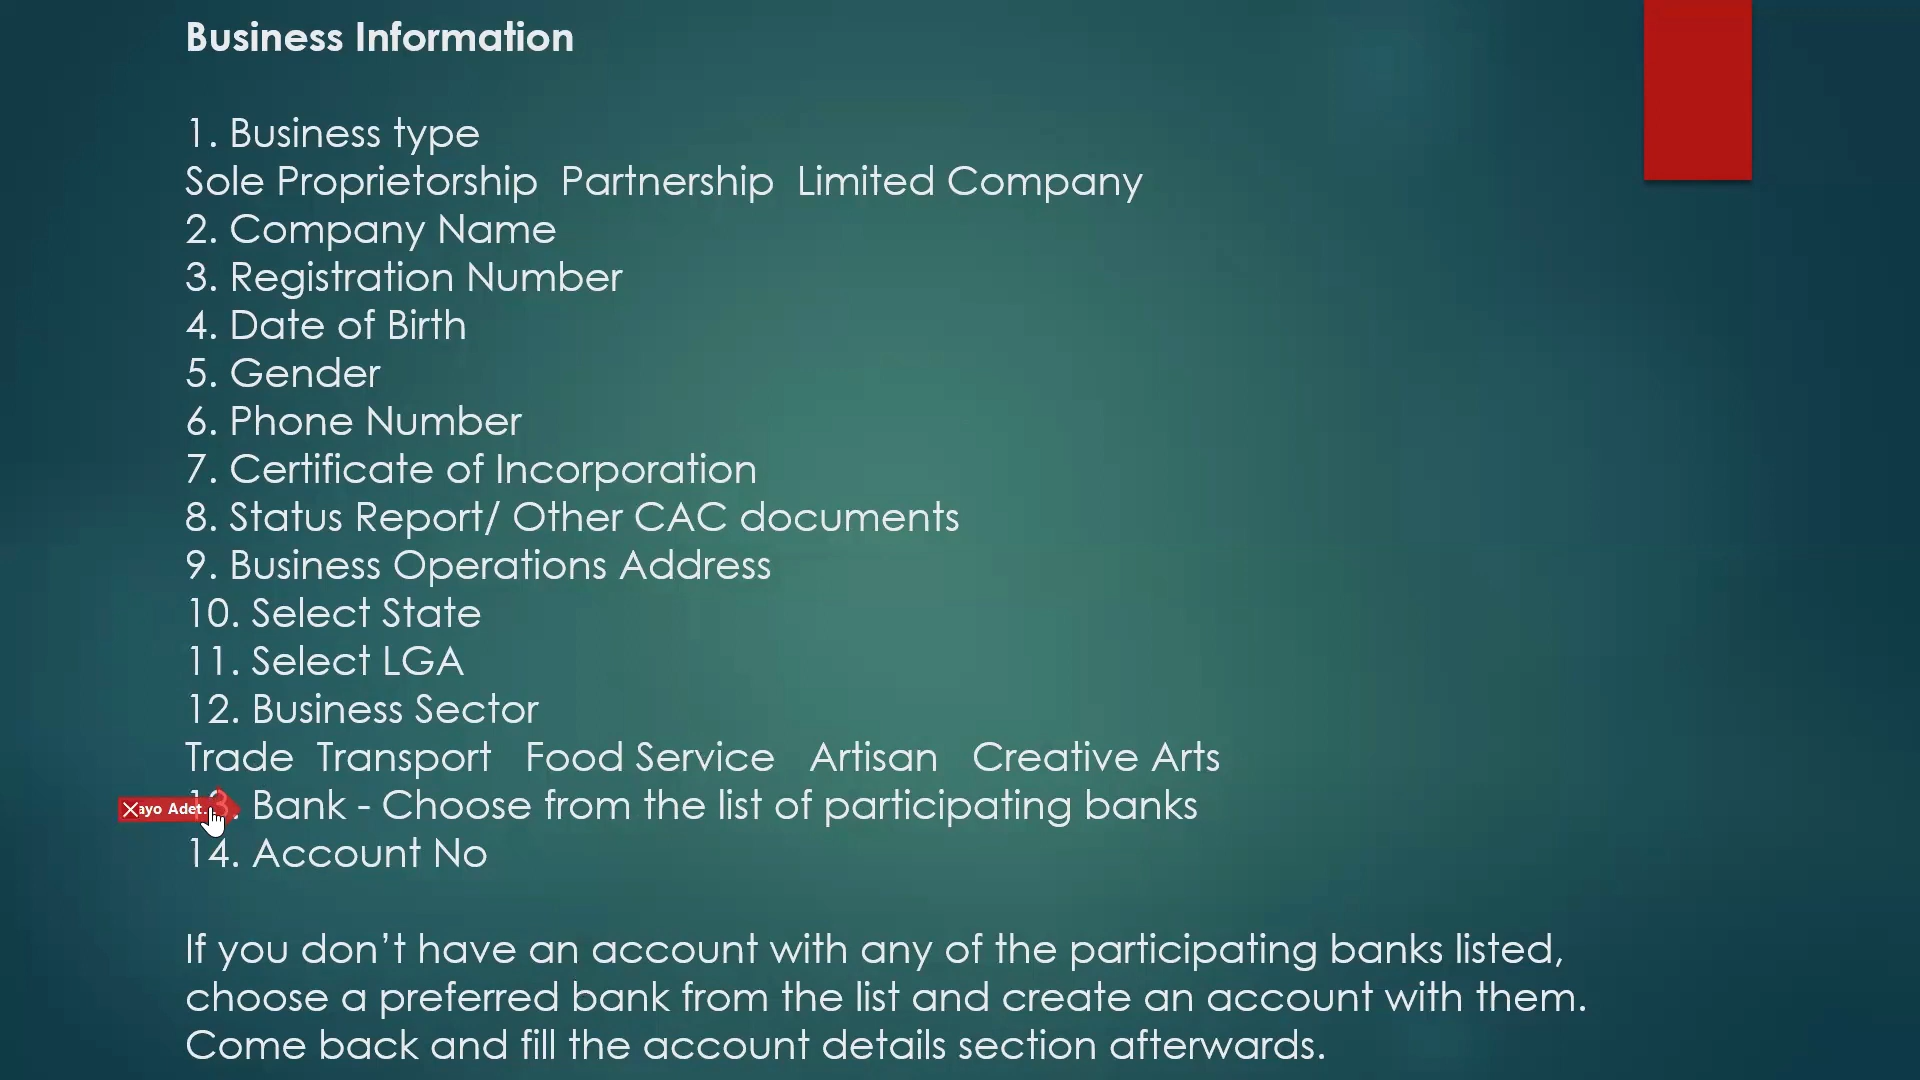 Business Information
1. Business type
Sole Proprietorship Partnership Limited Company
2. Company Name
3. Registration Number
4. Date of Birth
5. Gender
6. Phone Number
7. Certificate of Incorporation
8. Status Report/ Other CAC documents
9. Business Operations Address
10. Select State
11. Select LGA
12. Business Sector
Trade Transport Food Service Artisan Creative Arts
13. Bank - Choose from the list of participating banks
ayo Adet..
14. Account No
If you don’t have an account with any of the participating banks listed,
choose a preferred bank from the list and create an account with them.
Come back and fill the account details section afterwards.